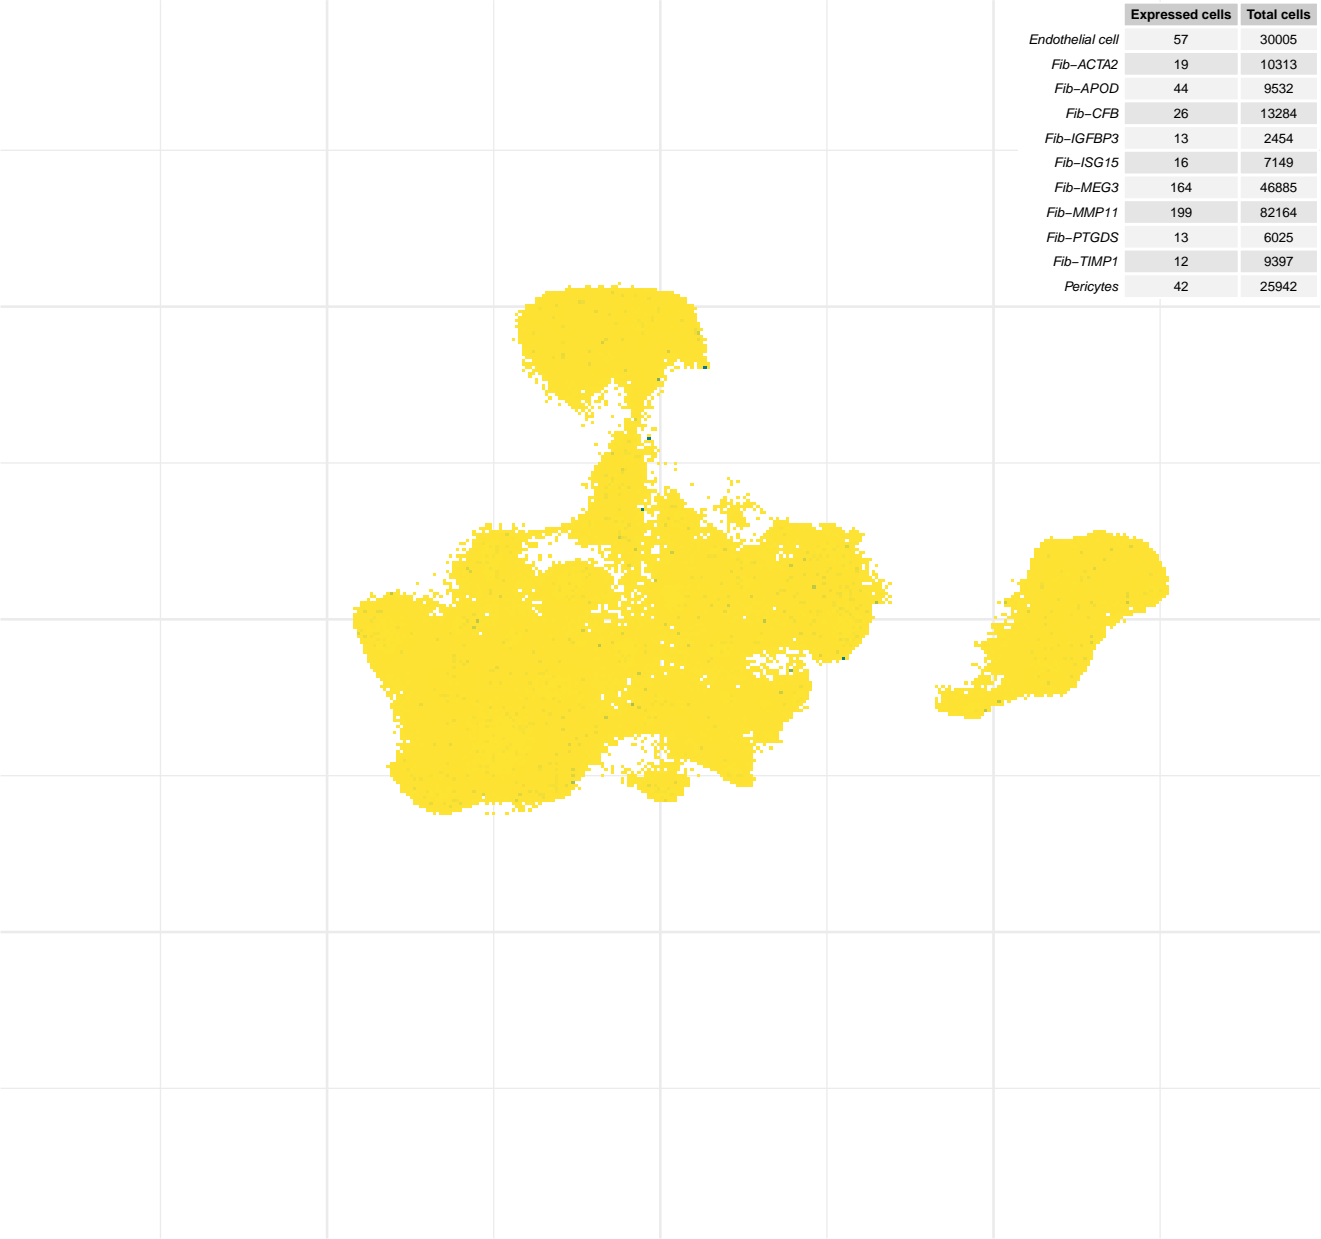 Expressed cells Total cells
Endothelial cell 57 30005
Fib−ACTA2 19 10313
Fib−APOD 44 9532
Fib−CFB 26 13284
Fib−IGFBP3 13 2454
Fib−ISG15 16 7149
Fib−MEG3 164 46885
Fib−MMP11 199 82164
Fib−PTGDS 13 6025
Fib−TIMP1 12 9397
Pericytes 42 25942